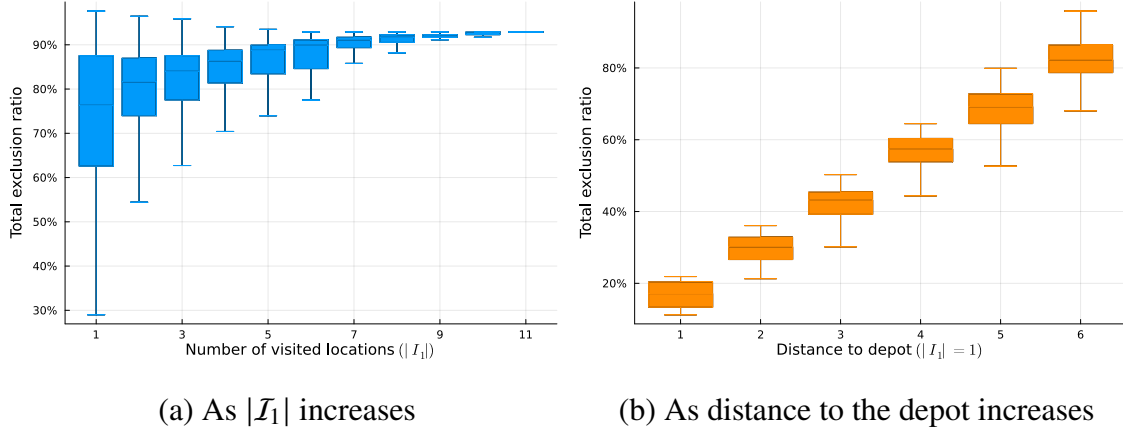 Total exclusion ratio
90%
80%
70%
60%
50%
40%
30%
1 3 5 7 9 11
Number of visited locations (| I₁|)
(a) As |ℐ₁| increases
Total exclusion ratio
80%
60%
40%
20%
1 2 3 4 5 6
Distance to depot (| I₁| = 1)
(b) As distance to the depot increases